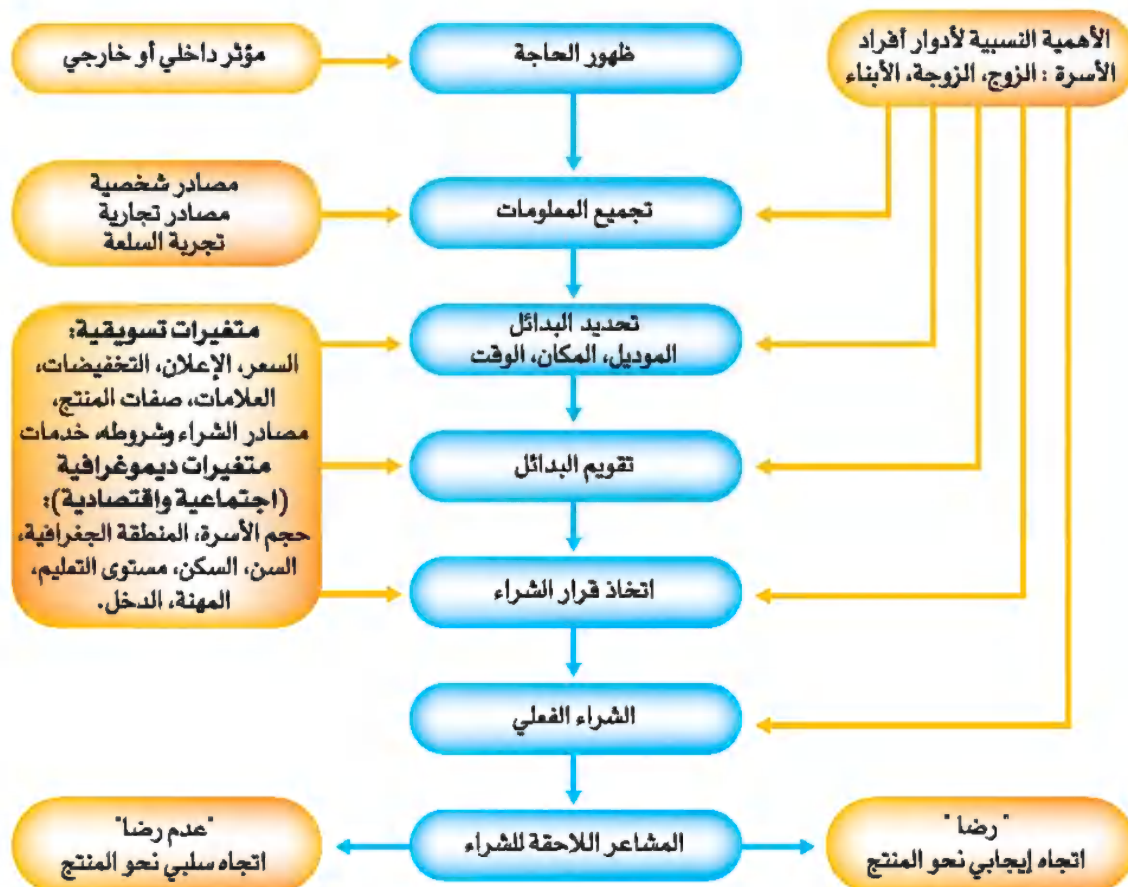 الأهمية النسبية لأدوار أفراد
الأسرة : الزوج، الزوجة، الأبناء
ظهور الحاجة
مؤثر داخلي أو خارجي
تجميع المعلومات
مصادر شخصية
مصادر تجارية
تجربة السلعة
تحديد البدائل
الموديل، المكان، الوقت
متغيرات تسويقية:
السعر، الإعلان، التخفيضات،
العلامات، صفات المنتج،
مصادر الشراء وشروطه، خدمات
متغيرات ديموغرافية
(اجتماعية واقتصادية):
حجم الأسرة، المنطقة الجغرافية،
السن، السكن، مستوى التعليم،
المهنة، الدخل.
تقويم البدائل
اتخاذ قرار الشراء
الشراء الفعلي
المشاعر اللاحقة للشراء
" رضا "
اتجاه إيجابي نحو المنتج
"عدم رضا"
اتجاه سلبي نحو المنتج